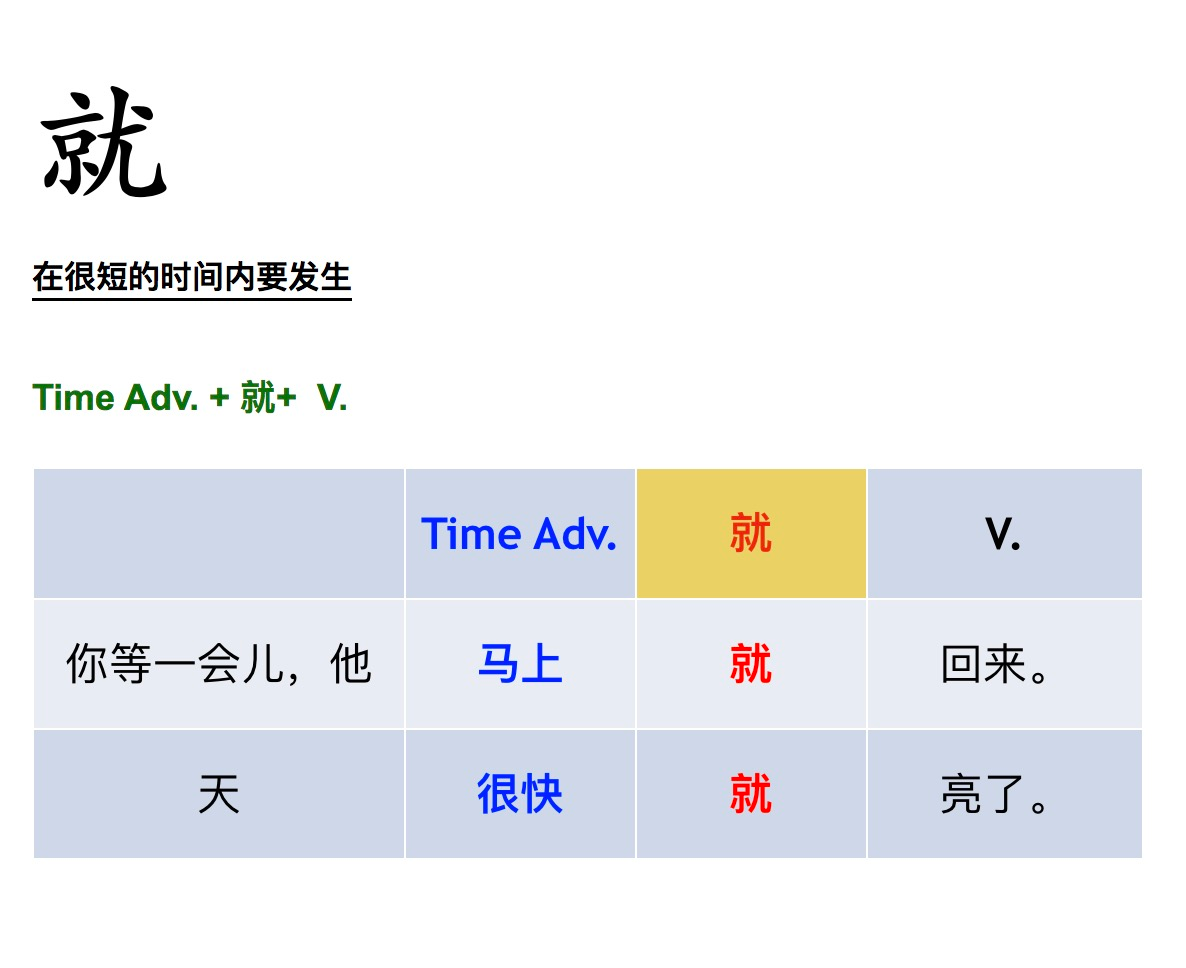 就
在很短的时间内要发生
Time Adv. + 就+ V.
Time Adv. 就 V.
你等一会儿，他 马上 就 回来。
天 很快 就 亮了。